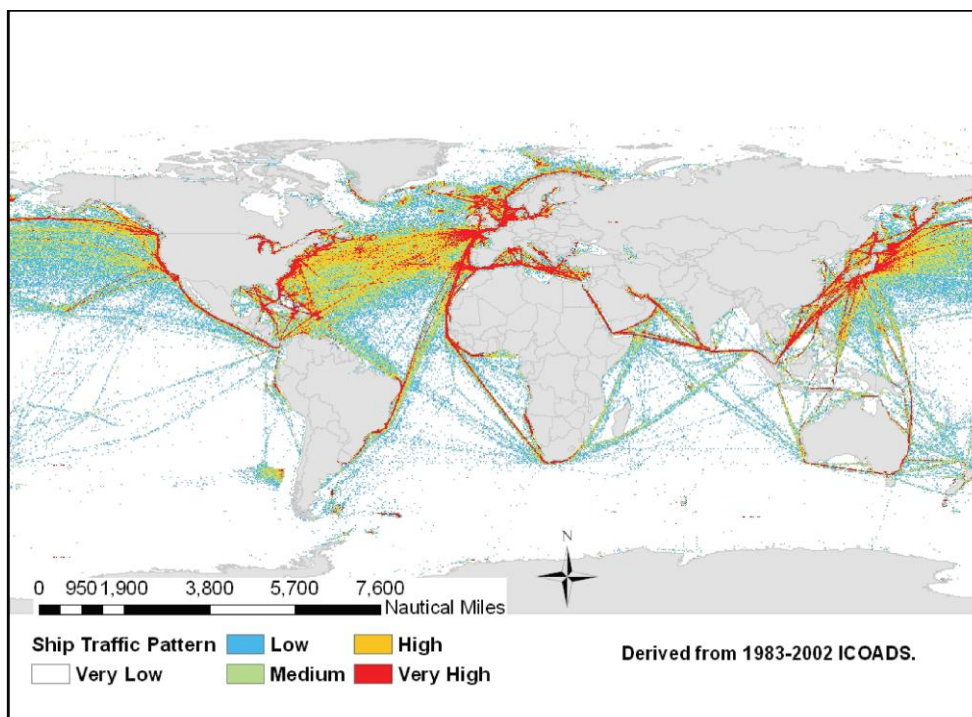 N
0 950 1,900 3,800 5,700 7,600
Nautical Miles
Ship Traffic Pattern Low High
Very Low Medium Very High
Derived from 1983-2002 ICOADS.